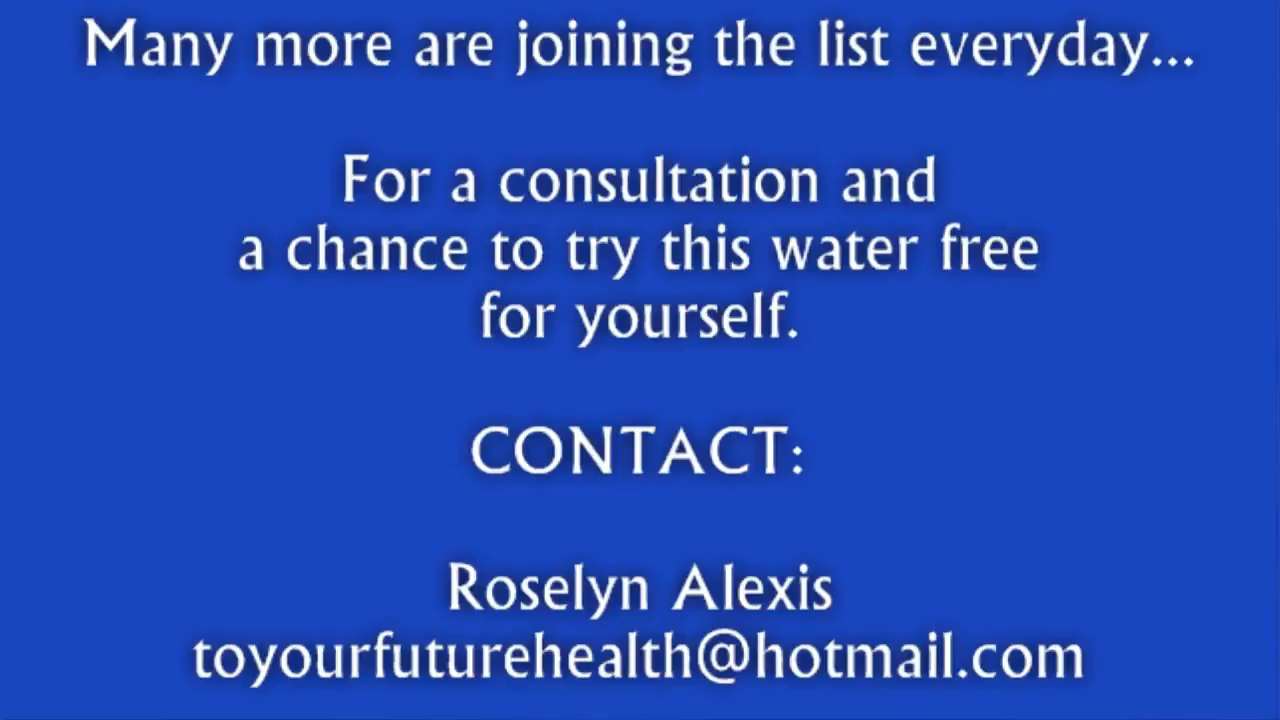 Many more are joining the list everyday...
For a consultation and
a chance to try this water free
for yourself.
CONTACT:
Roselyn Alexis
toyourfuturehealth@hotmail.com